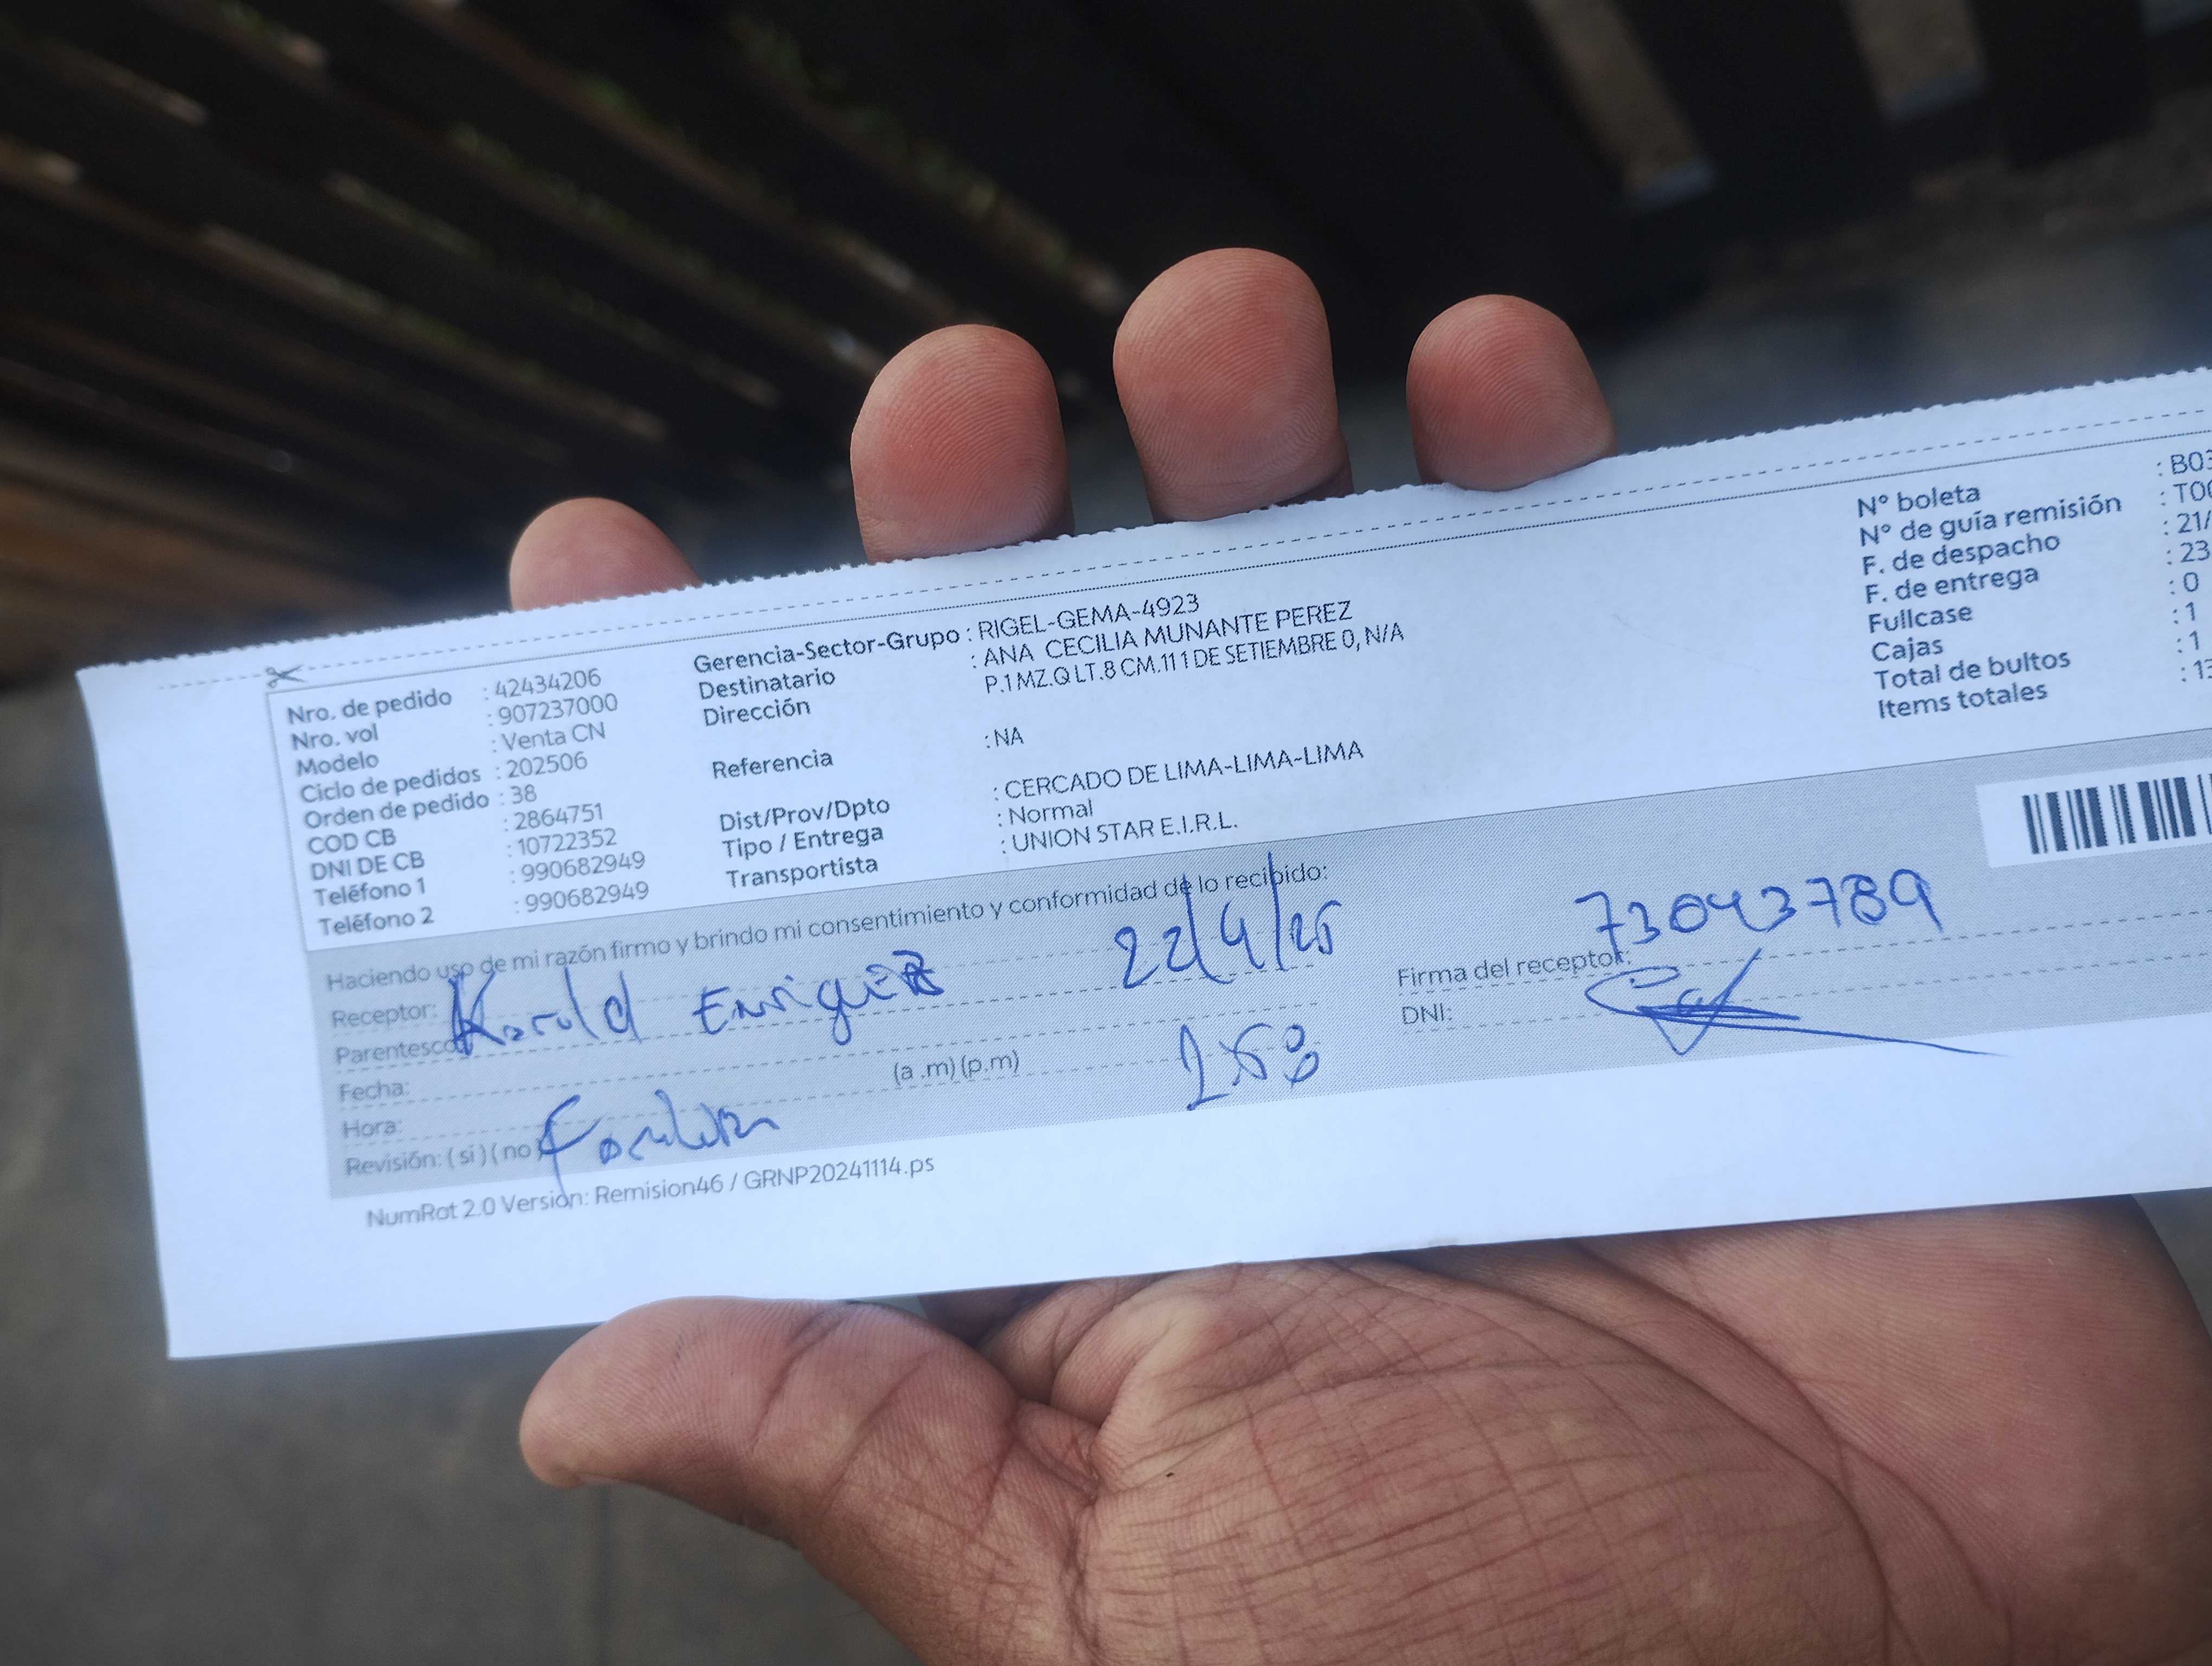 Nro. de pedido : 42434206
Nro. vol : 907237000
Modelo : Venta CN
Ciclo de pedidos : 202506
Orden de pedido : 38
COD CB : 2864751
DNI DE CB : 10722352
Teléfono 1 : 990682949
Teléfono 2 : 990682949
Gerencia-Sector-Grupo : RIGEL-GEMA-4923
Destinatario : ANA CECILIA MUNANTE PEREZ
Dirección P.1 MZ.Q LT.8 CM.11 1 DE SETIEMBRE 0, N/A
Referencia : NA
Dist/Prov/Dpto : CERCADO DE LIMA-LIMA-LIMA
Tipo / Entrega : Normal
Transportista : UNION STAR E.I.R.L.
N° boleta : B03
N° de guía remisión : T00
F. de despacho : 21/
F. de entrega : 23
Fullcase : 0
Cajas : 1
Total de bultos : 1
Items totales : 13
Haciendo uso de mi razón firmo y brindo mi consentimiento y conformidad de lo recibido:
Receptor: Harold Enriquez 22/4/25
Parentesco:
Fecha:
Hora: (a .m) (p.m)
Revisión: ( si ) ( no
73043789
Firma del receptor:
DNI:
NumRot 2.0 Versión: Remision46 / GRNP20241114.ps